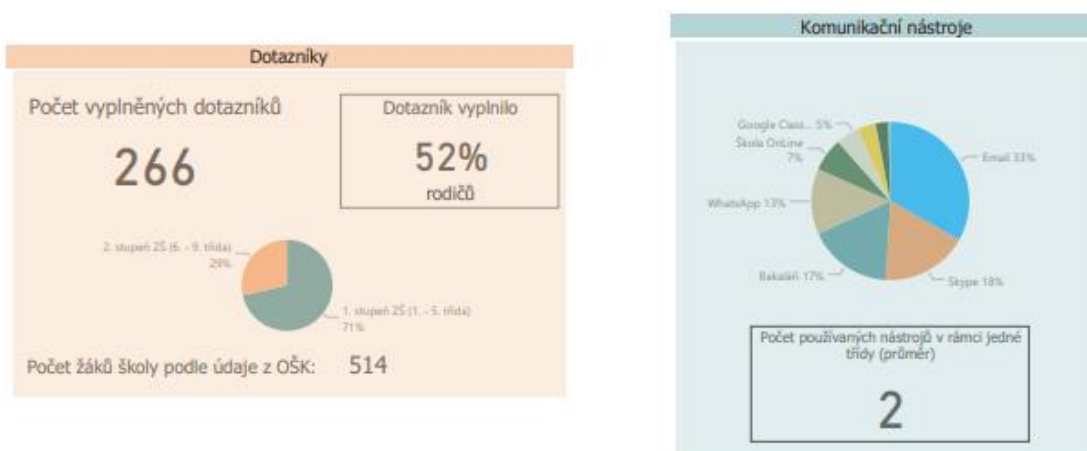 Dotazníky
Počet vyplněných dotazníků
266
Dotazník vyplnilo
52%
rodičů
2. stupeň ZŠ (6. - 9. třída)
29%
1. stupeň ZŠ (1. - 5. třída)
71%
Počet žáků školy podle údaje z OŠK: 514
Komunikační nástroje
Google Class... 5%
Škola OnLine
7%
WhatsApp 13%
Bakaláři 17%
Email 33%
Skype 18%
Počet používaných nástrojů v rámci jedné
třídy (průměr)
2